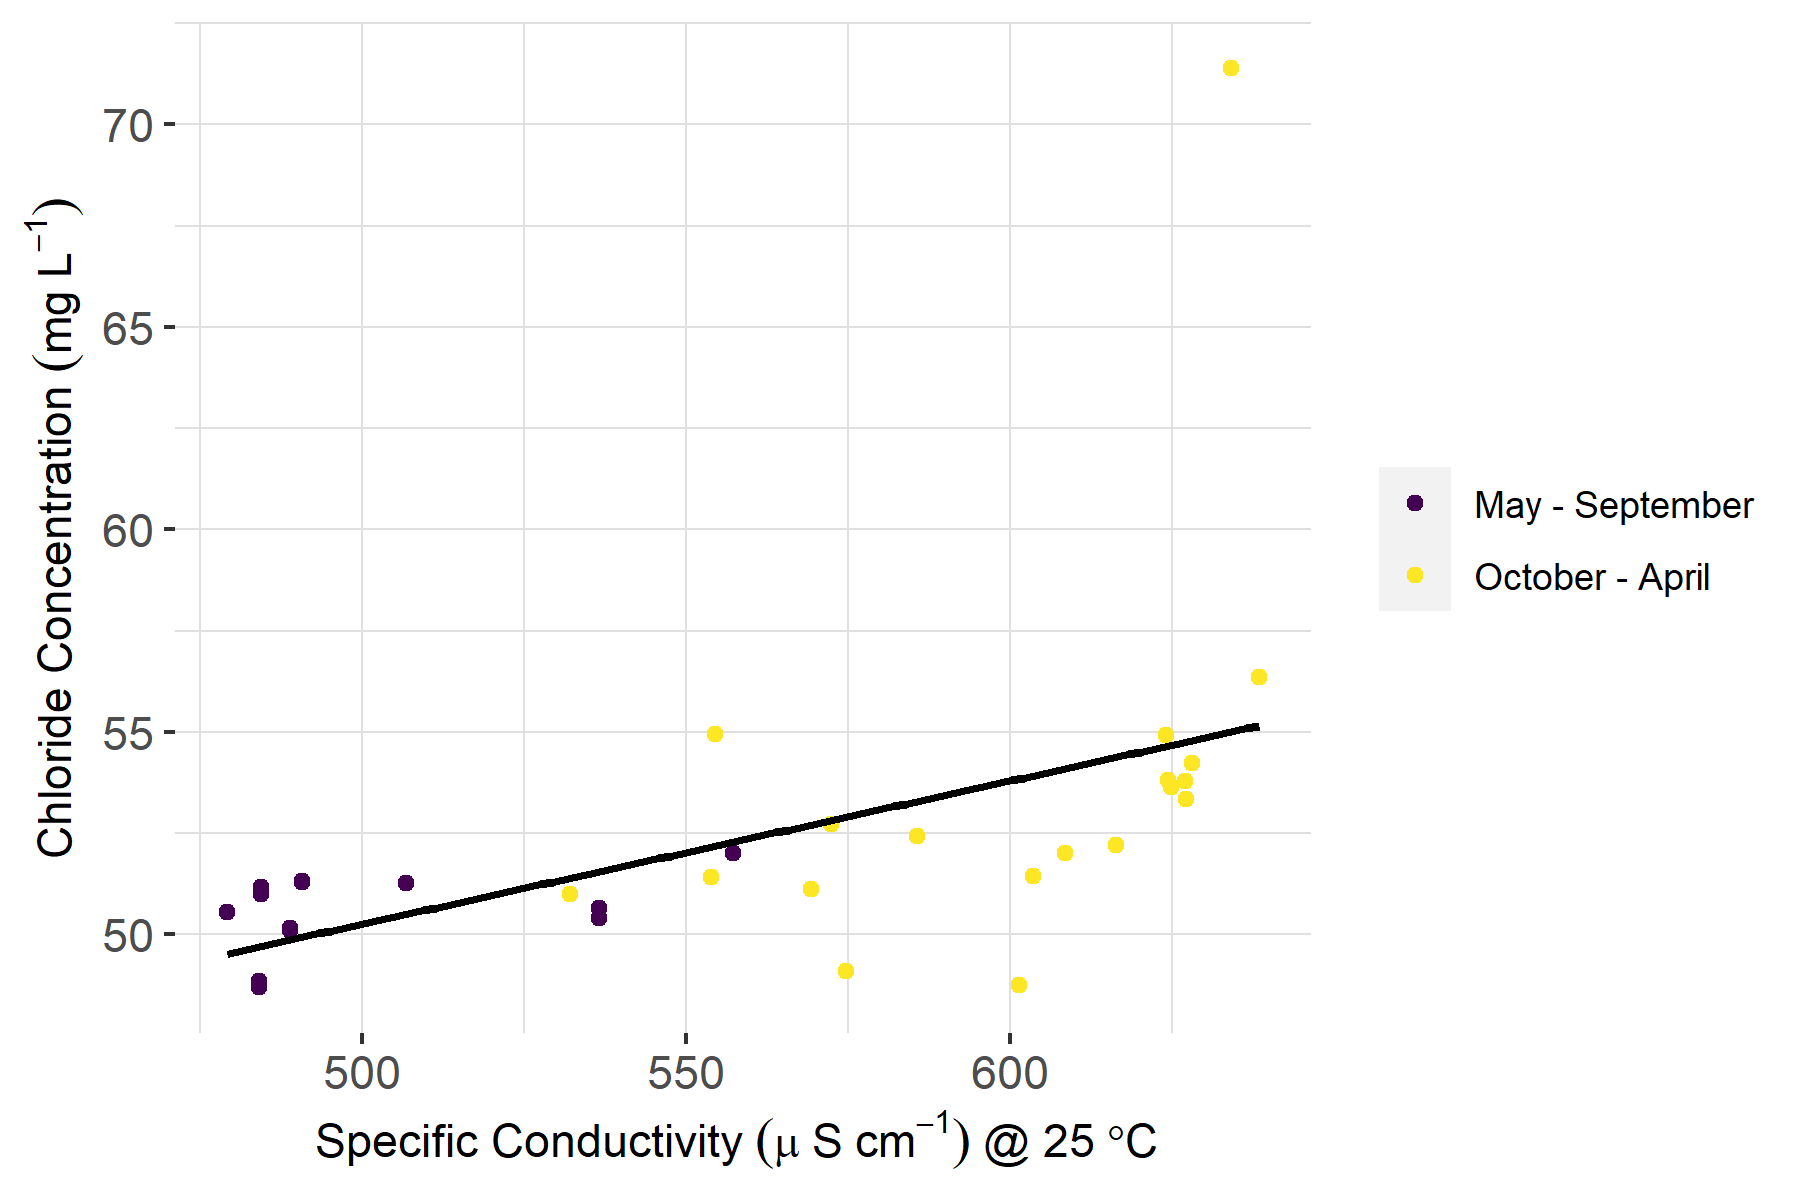 Chloride Concentration (mg L⁻¹)
70
65
60
55
50
500 550 600
Specific Conductivity (μ S cm⁻¹) @ 25 °C
May - September
October - April